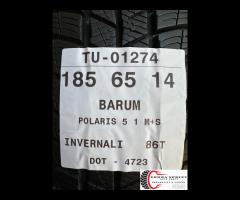 TU-01274
185 65 14
BARUM
POLARIS 5 1 M+S
INVERNALI 86T
DOT - 4723